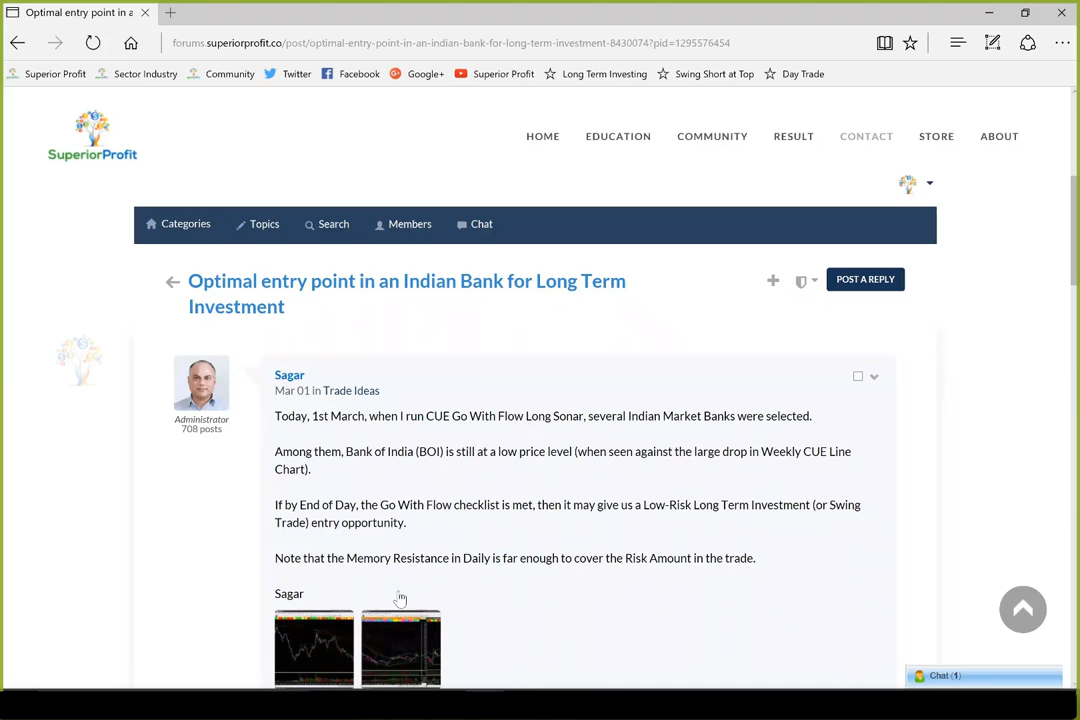 Optimal entry point in a
forums.superiorprofit.co/post/optimal-entry-point-in-an-indian-bank-for-long-term-investment-8430074?pid=1295576454
Superior Profit Sector Industry Community Twitter Facebook Google+ Superior Profit Long Term Investing Swing Short at Top Day Trade
SuperiorProfit
HOME EDUCATION COMMUNITY RESULT CONTACT STORE ABOUT
Categories Topics Search Members Chat
Optimal entry point in an Indian Bank for Long Term
Investment
POST A REPLY
Sagar
Mar 01 in Trade Ideas
Administrator
708 posts
Today, 1st March, when I run CUE Go With Flow Long Sonar, several Indian Market Banks were selected.
Among them, Bank of India (BOI) is still at a low price level (when seen against the large drop in Weekly CUE Line
Chart).
If by End of Day, the Go With Flow checklist is met, then it may give us a Low-Risk Long Term Investment (or Swing
Trade) entry opportunity.
Note that the Memory Resistance in Daily is far enough to cover the Risk Amount in the trade.
Sagar
Chat (1)